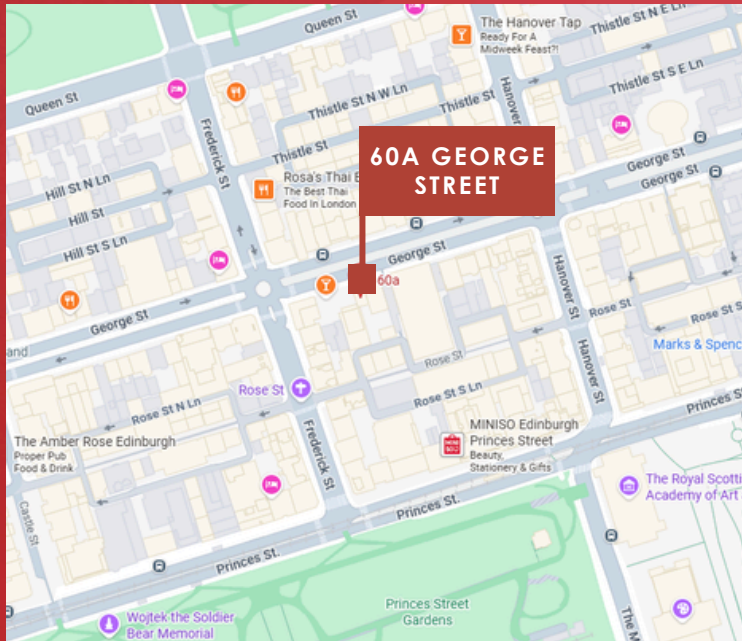 Queen St
The Hanover Tap
Ready For A
Midweek Feast?!
Thistle St N E Ln
Thistle St S E Ln
Hanover St
Queen St
Thistle St N W Ln
Thistle St
Frederick St
Thistle St
60A GEORGE
STREET
George St
George St
Hill St N Ln
Hill St
Hill St S Ln
Rosa's Thai E
The Best Thai
Food In London
George St
60a
Hanover St
George St
Rose St
Rose St S
Marks & Spenc
and
Rose St
Hanover St
Rose St
Rose St S Ln
Princes S
Rose St N Ln
The Amber Rose Edinburgh
Proper Pub
Food & Drink
Frederick St
MINISO Edinburgh
Princes Street
Beauty,
Stationery & Gifts
The Royal Scotti
Academy of Art
Castle St
Princes St.
Princes St.
Princes Street
Gardens
Wojtek the Soldier
Bear Memorial
The M